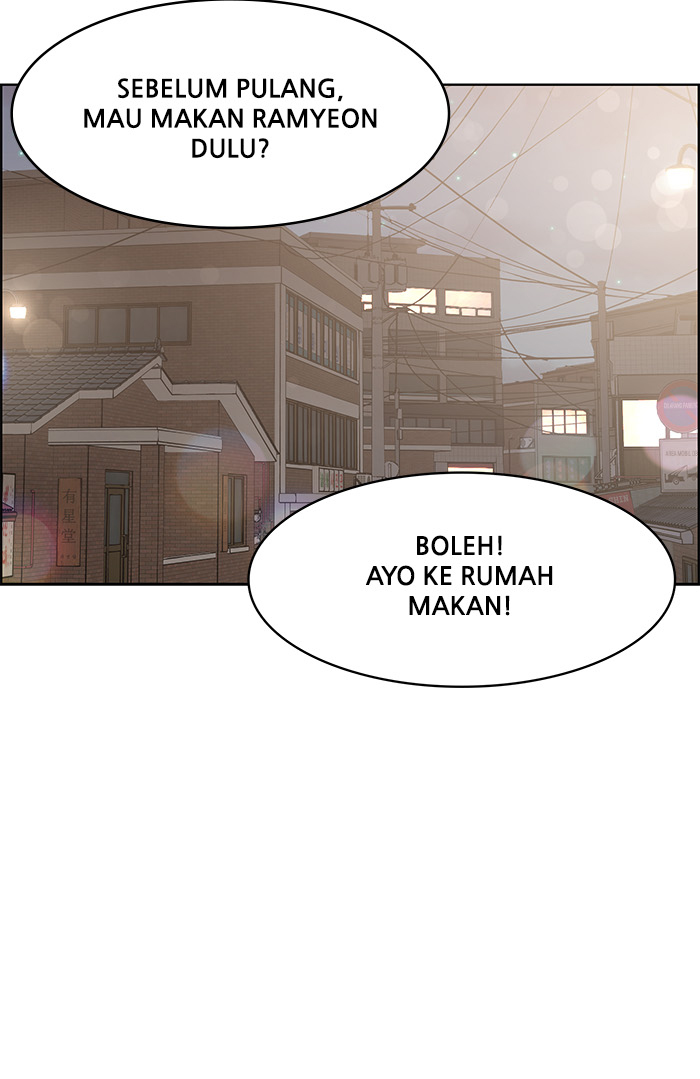 SEBELUM PULANG,
MAU MAKAN RAMYEON
DULU?
有星堂
BOLEH!
AYO KE RUMAH
MAKAN!